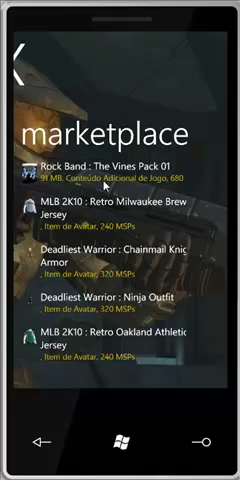 marketplace
Rock Band : The Vines Pack 01
91 MB, Conteúdo Adicional de Jogo, 680
MLB 2K10 : Retro Milwaukee Brew
Jersey
, Item de Avatar, 240 MSPs
Deadliest Warrior : Chainmail Knig
Armor
, Item de Avatar, 320 MSPs
Deadliest Warrior : Ninja Outfit
, Item de Avatar, 320 MSPs
MLB 2K10 : Retro Oakland Athletic
Jersey
, Item de Avatar, 240 MSPs